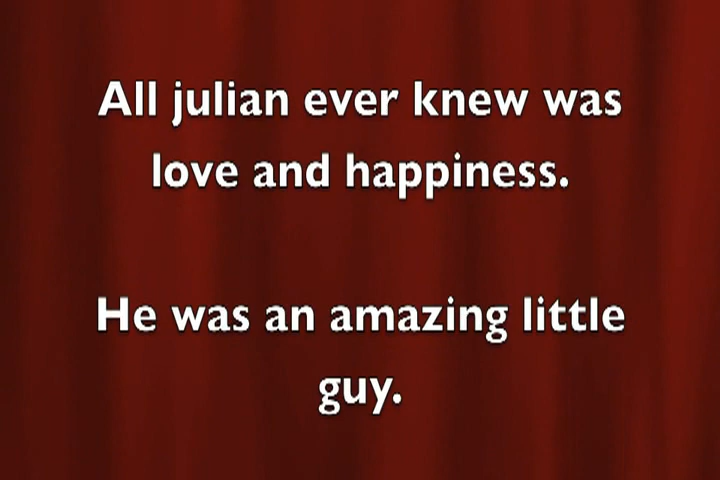 All julian ever knew was
love and happiness.
He was an amazing little
guy.